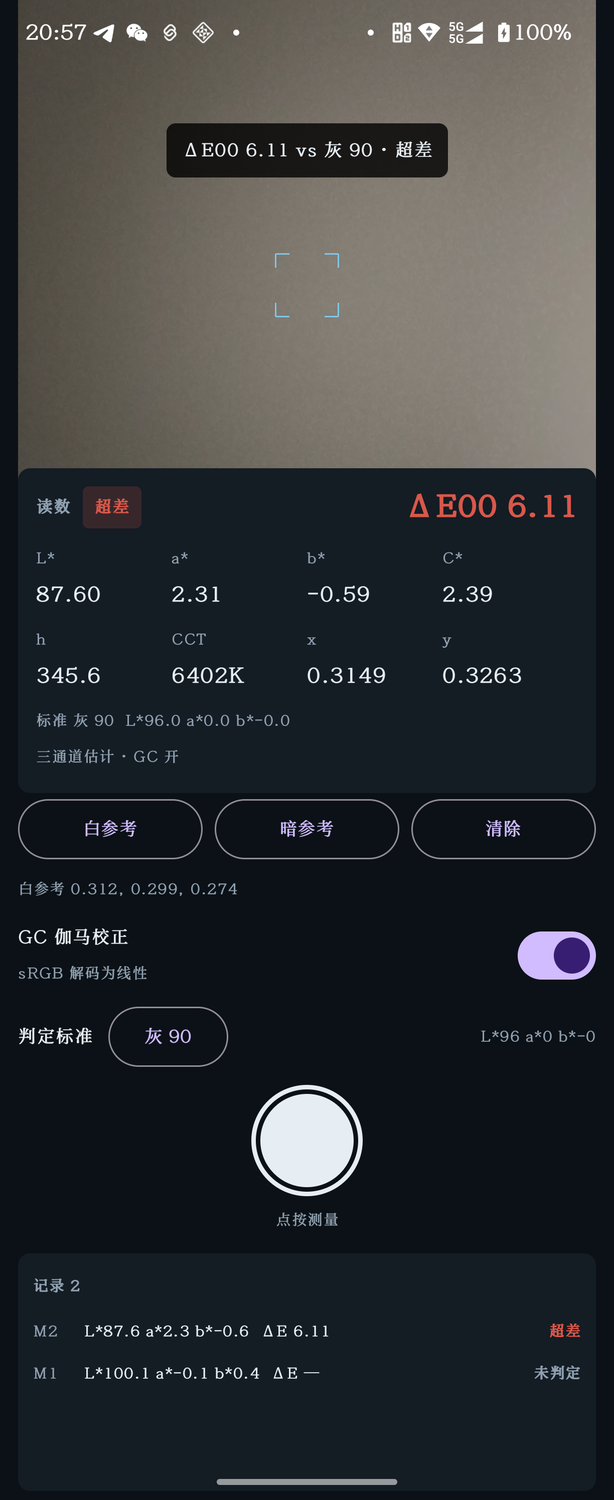 20:57 5G 5G 100%
ΔE00 6.11 vs 灰 90 · 超差
读数 超差 ΔE00 6.11
L* a* b* C*
87.60 2.31 -0.59 2.39
h CCT x y
345.6 6402K 0.3149 0.3263
标准 灰 90 L*96.0 a*0.0 b*-0.0
三通道估计 · GC 开
白参考 暗参考 清除
白参考 0.312, 0.299, 0.274
GC 伽马校正
sRGB 解码为线性
判定标准 灰 90 L*96 a*0 b*-0
点按测量
记录 2
M2 L*87.6 a*2.3 b*-0.6 ΔE 6.11 超差
M1 L*100.1 a*-0.1 b*0.4 ΔE — 未判定